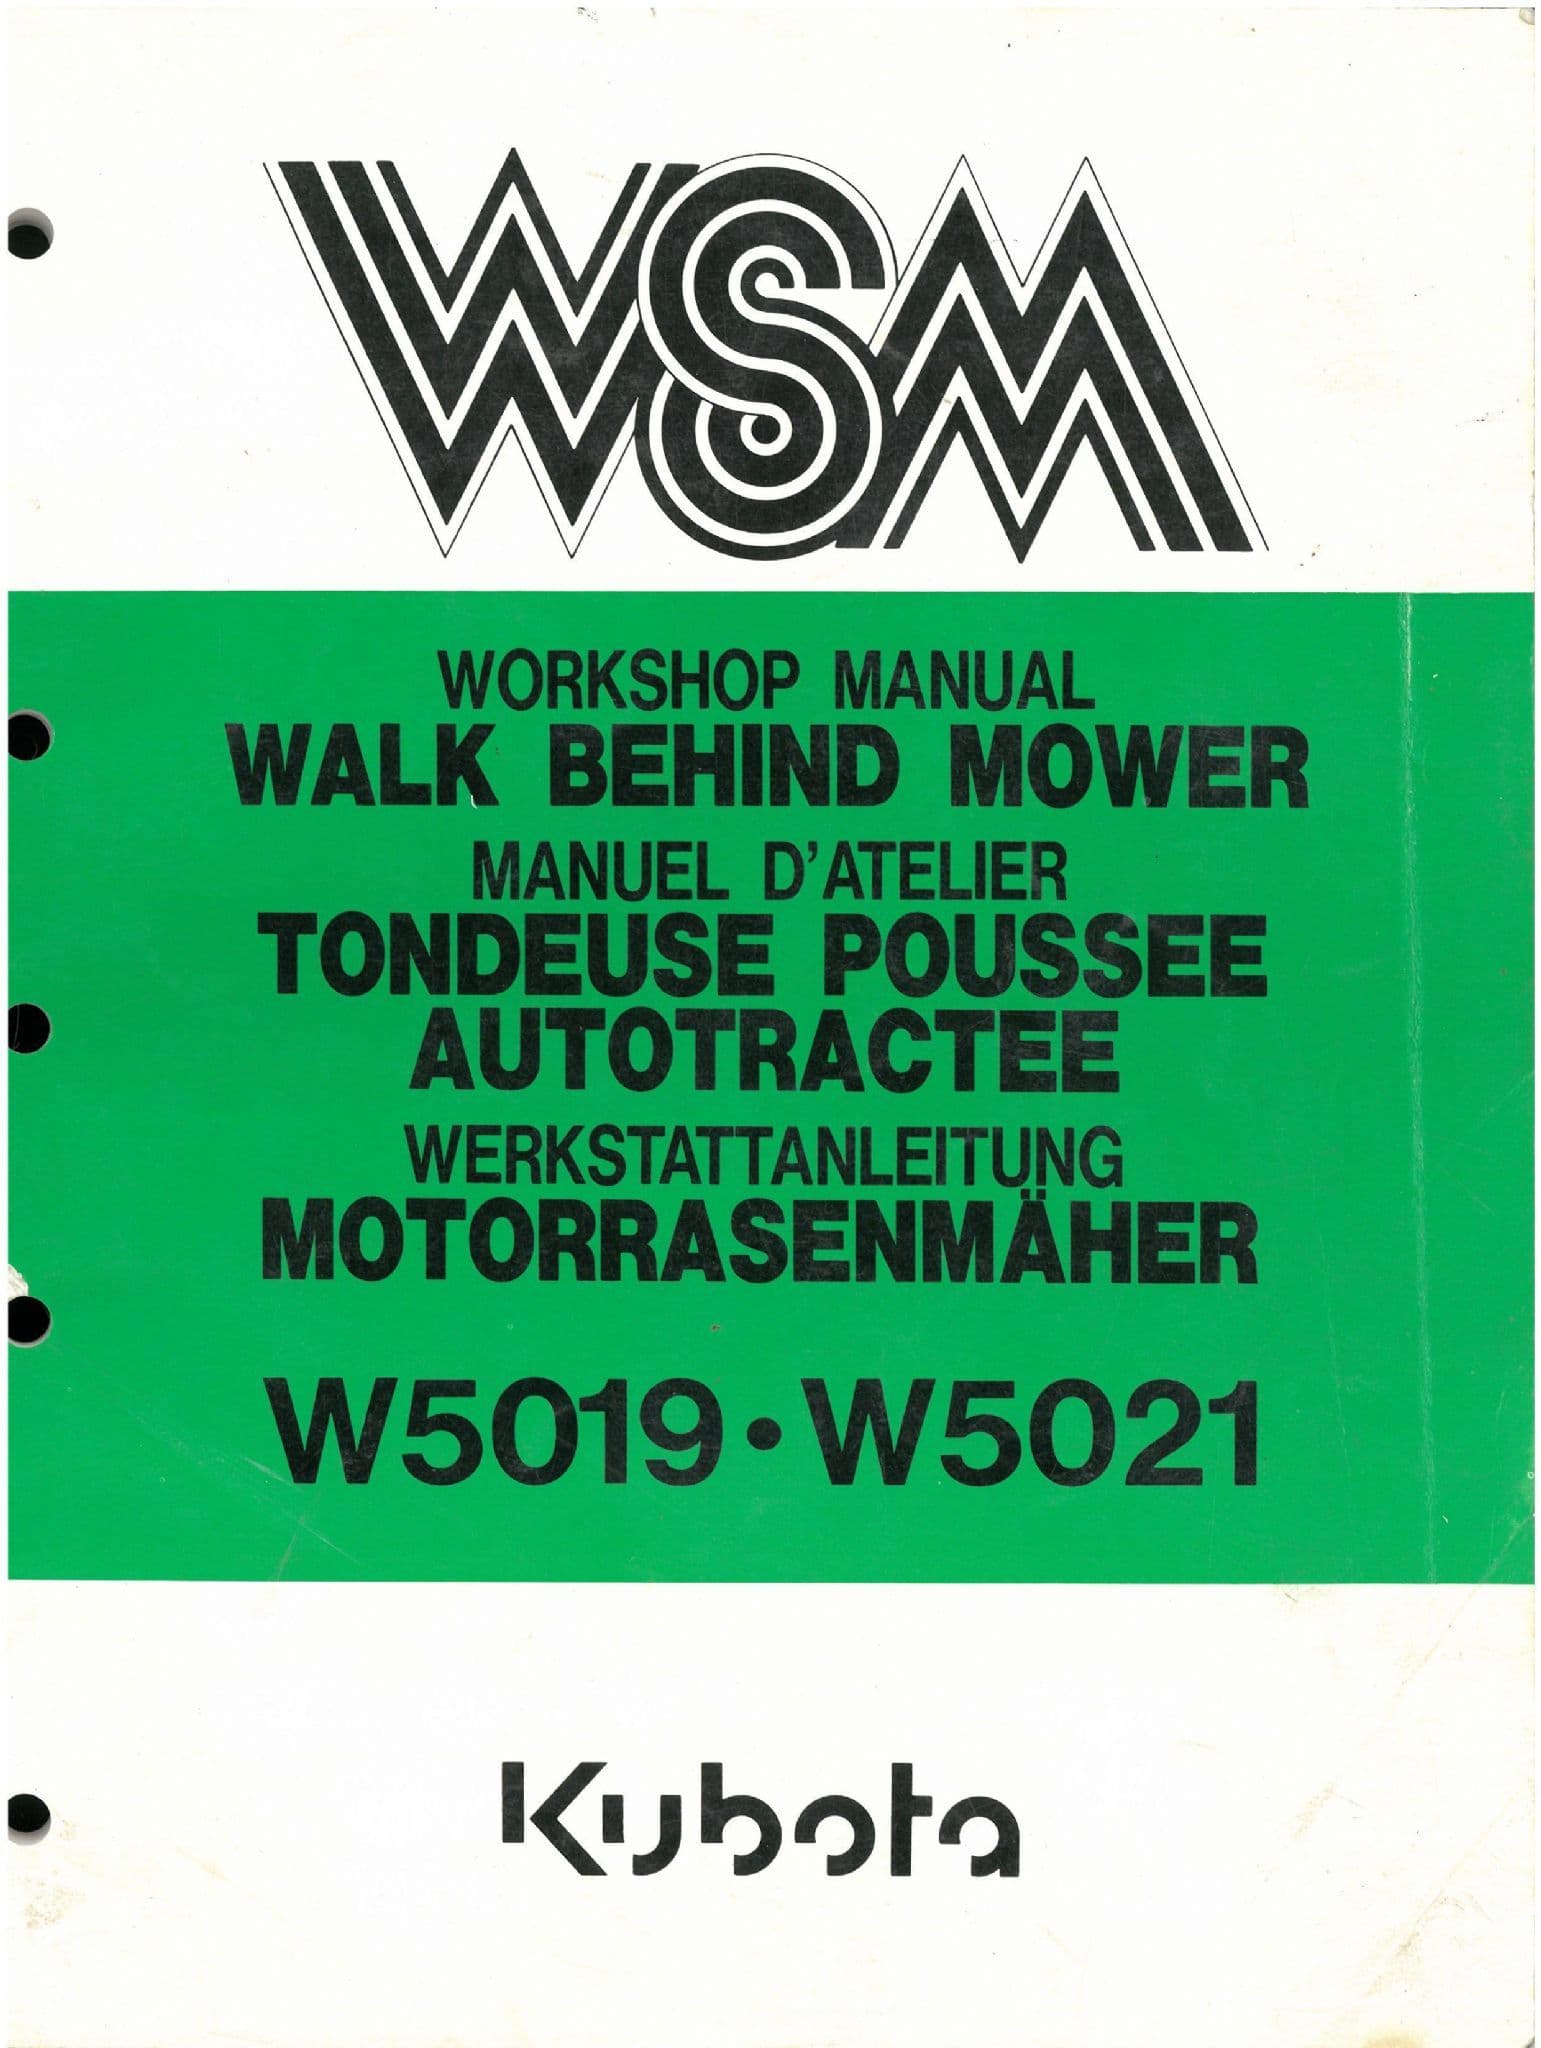 WSM
WORKSHOP MANUAL
WALK BEHIND MOWER
MANUEL D'ATELIER
TONDEUSE POUSSEE
AUTOTRACTEE
WERKSTATTANLEITUNG
MOTORRASENMÄHER
W5019·W5021
Kubota